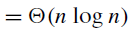 = Θ(n log n)